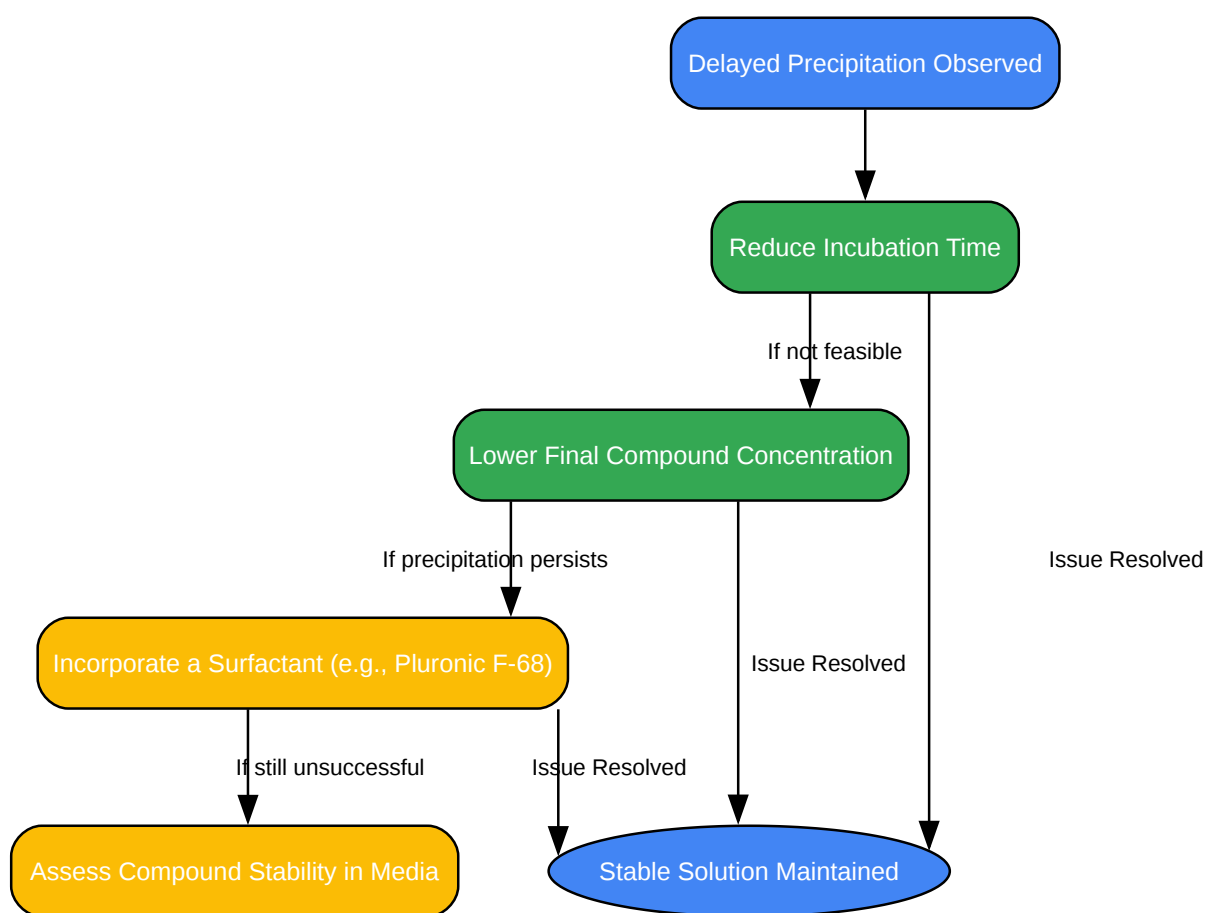 Delayed Precipitation Observed
Reduce Incubation Time
If not feasible
Lower Final Compound Concentration
If precipitation persists
Issue Resolved
Incorporate a Surfactant (e.g., Pluronic F-68)
Issue Resolved
If still unsuccessful
Issue Resolved
Assess Compound Stability in Media
Stable Solution Maintained